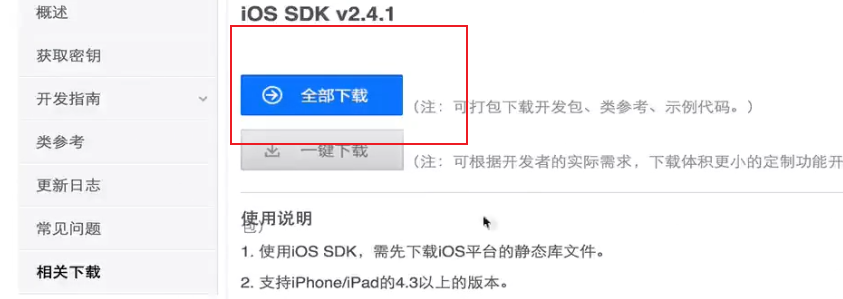 概述
获取密钥
开发指南
类参考
更新日志
常见问题
相关下载
iOS SDK v2.4.1
全部下载
（注：可打包下载开发包、类参考、示例代码。）
一键下载
（注：可根据开发者的实际需求，下载体积更小的定制功能开
包）
使用说明
1. 使用iOS SDK，需先下载iOS平台的静态库文件。
2. 支持iPhone/iPad的4.3以上的版本。